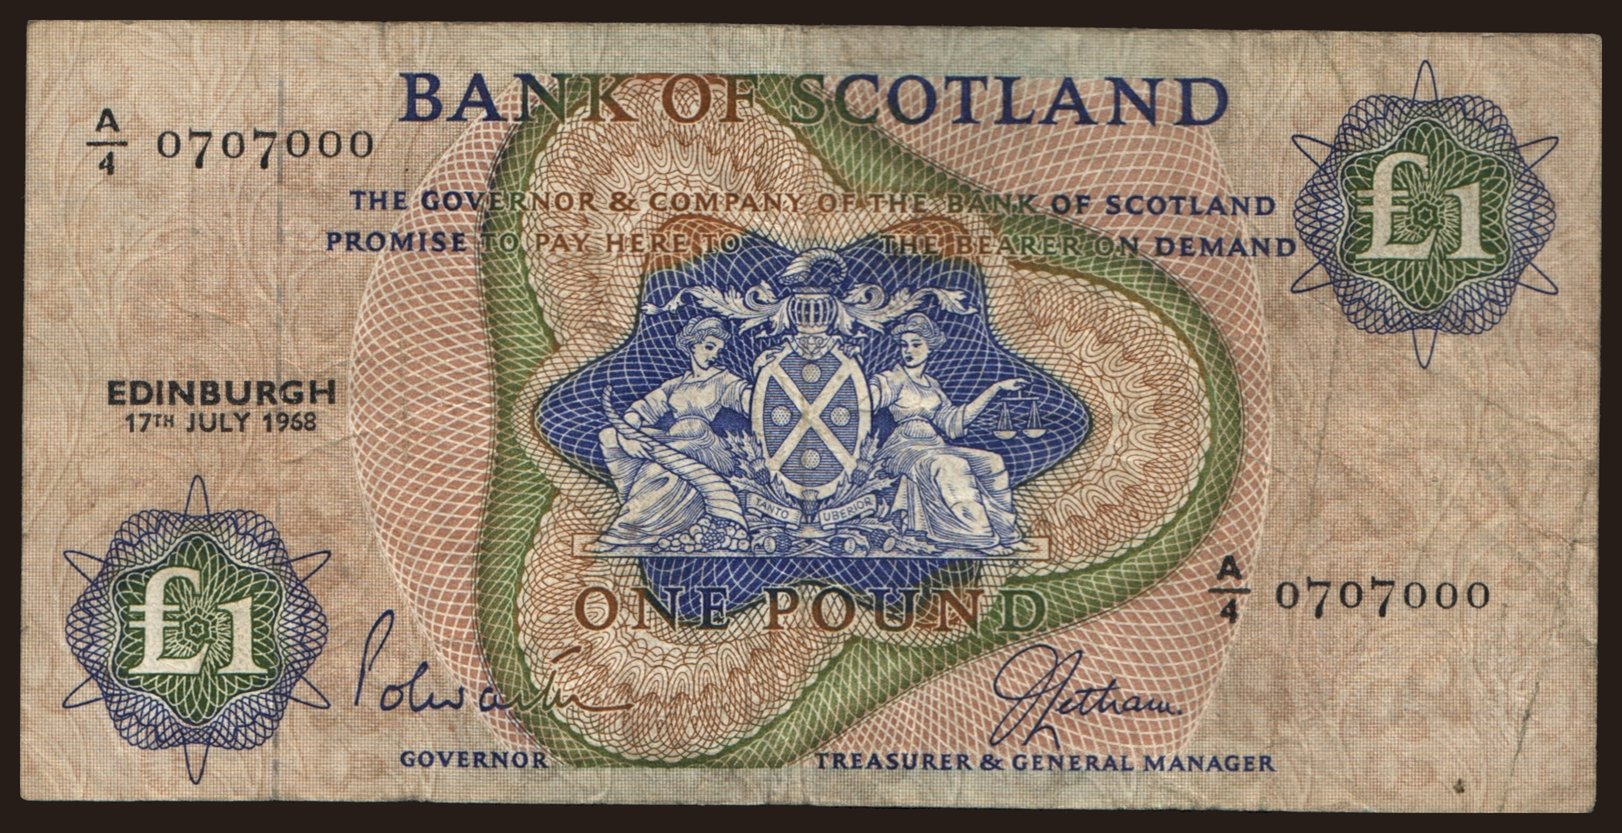 BANK OF SCOTLAND
A/4 0707000
£1
THE GOVERNOR & COMPANY OF THE BANK OF SCOTLAND
PROMISE TO PAY HERE TO THE BEARER ON DEMAND
EDINBURGH
17TH JULY 1968
TANTO UBERIOR
ONE POUND
A/4 0707000
£1
Polwarth
J Letham.
GOVERNOR
TREASURER & GENERAL MANAGER